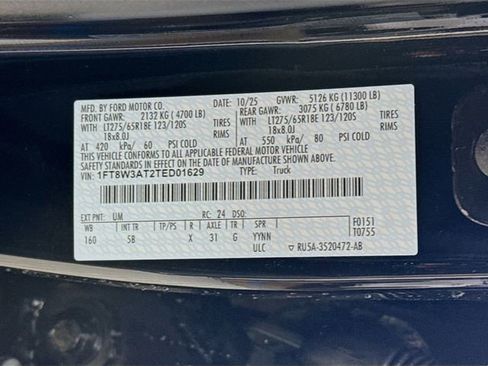 MFD. BY FORD MOTOR CO.
DATE: 10/25 GVWR: 5126 KG (11300 LB)
FRONT GAWR: 2132 KG ( 4700 LB) REAR GAWR: 3075 KG ( 6780 LB)
WITH LT275/65R18E 123/120S TIRES WITH LT275/65R18E 123/120S TIRES
18x8.0J RIMS 18x8.0J RIMS
AT 420 kPa/ 60 PSI COLD AT 550 kPa/ 80 PSI COLD
THIS VEHICLE CONFORMS TO ALL APPLICABLE FEDERAL MOTOR VEHICLE
SAFETY STANDARDS IN EFFECT ON THE DATE OF MANUFACTURE SHOWN ABOVE.
VIN: 1FT8W3AT2TED01629 TYPE: Truck
EXT PNT: UM RC: 24 DSO: F0151
WB INT TR TP/PS R AXLE TR SPR T0755
160 5B X 31 G YYNN
ULC RU5A-3520472-AB